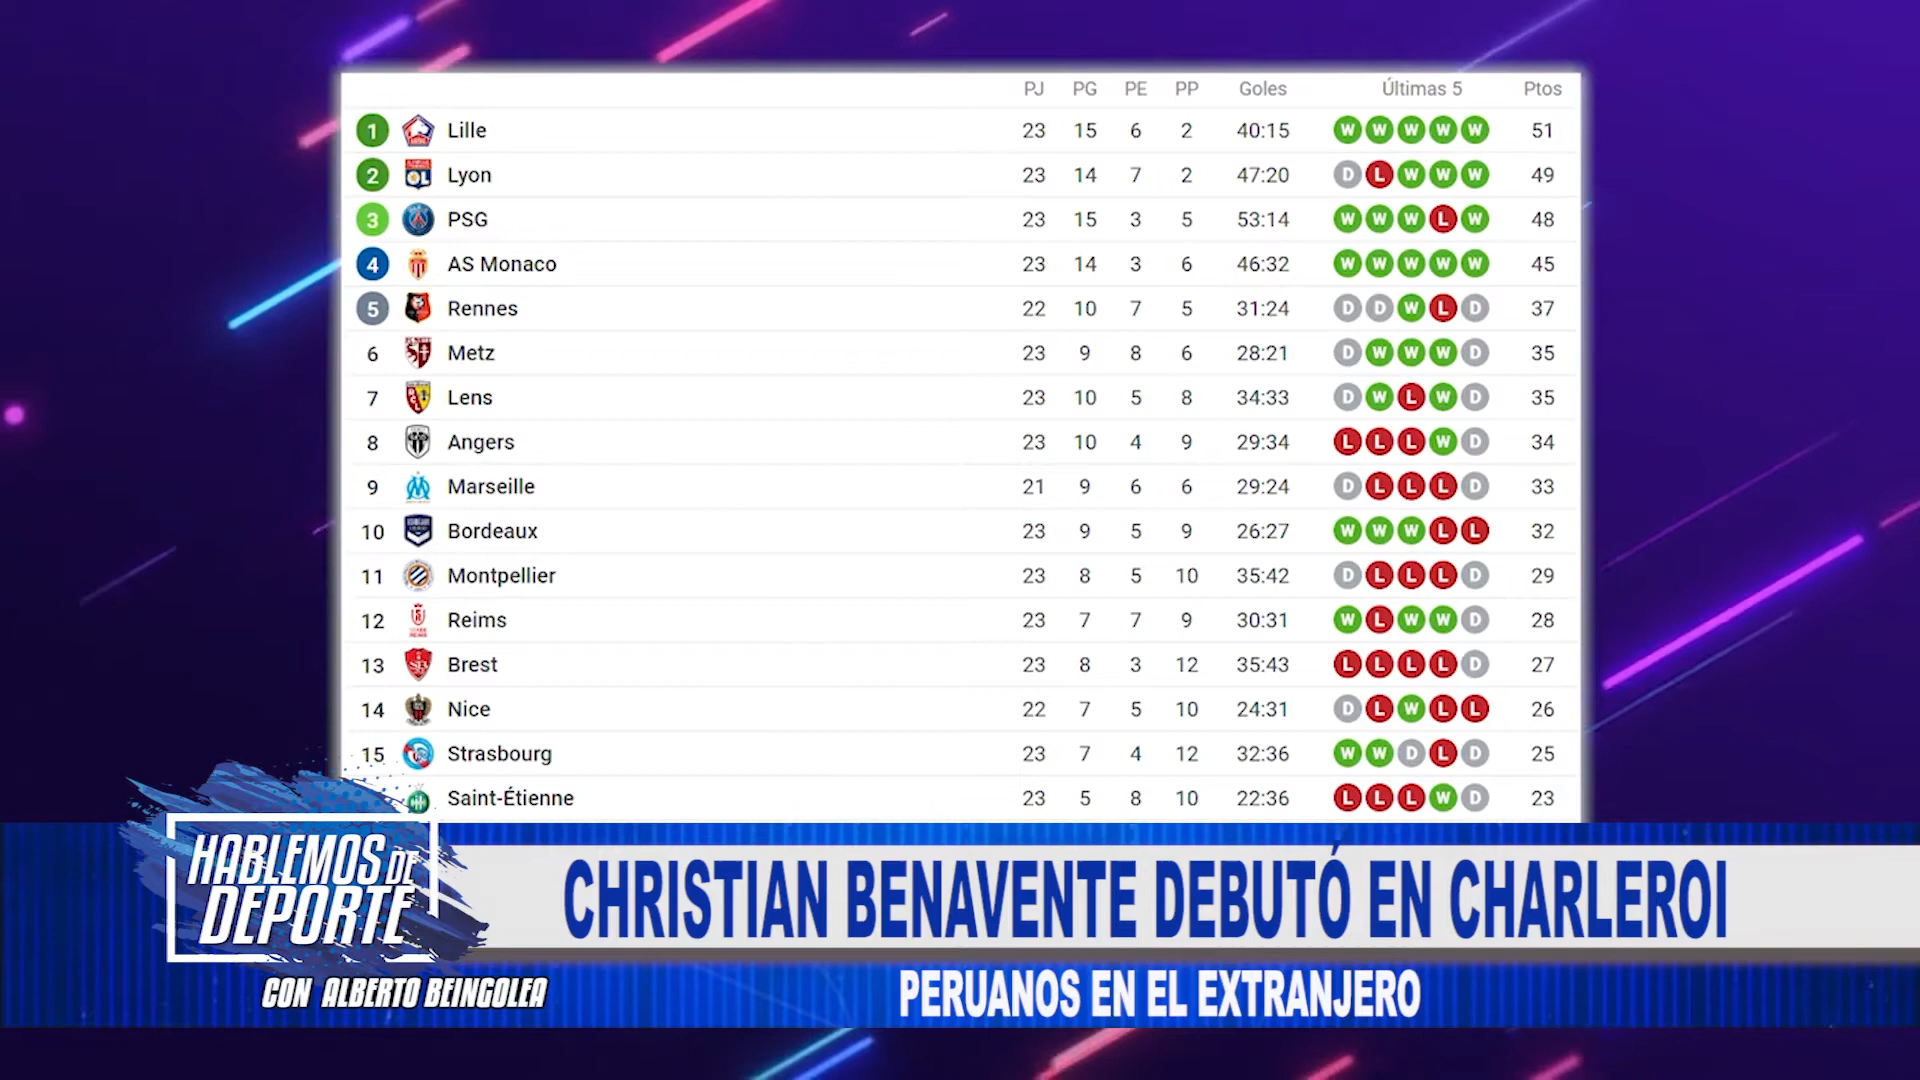 PJ PG PE PP Goles Últimas 5 Ptos
1 Lille 23 15 6 2 40:15 W W W W W 51
2 Lyon 23 14 7 2 47:20 D L W W W 49
3 PSG 23 15 3 5 53:14 W W W L W 48
4 AS Monaco 23 14 3 6 46:32 W W W W W 45
5 Rennes 22 10 7 5 31:24 D D W L D 37
6 Metz 23 9 8 6 28:21 D W W W D 35
7 Lens 23 10 5 8 34:33 D W L W D 35
8 Angers 23 10 4 9 29:34 L L L W D 34
9 Marseille 21 9 6 6 29:24 D L L L D 33
10 Bordeaux 23 9 5 9 26:27 W W W L L 32
11 Montpellier 23 8 5 10 35:42 D L L L D 29
12 Reims 23 7 7 9 30:31 W L W W D 28
13 Brest 23 8 3 12 35:43 L L L L D 27
14 Nice 22 7 5 10 24:31 D L W L L 26
15 Strasbourg 23 7 4 12 32:36 W W D L D 25
Saint-Étienne 23 5 8 10 22:36 L L L W D 23
HABLEMOS DE
DEPORTE
CON ALBERTO BEINGOLEA
CHRISTIAN BENAVENTE DEBUTÓ EN CHARLEROI
PERUANOS EN EL EXTRANJERO